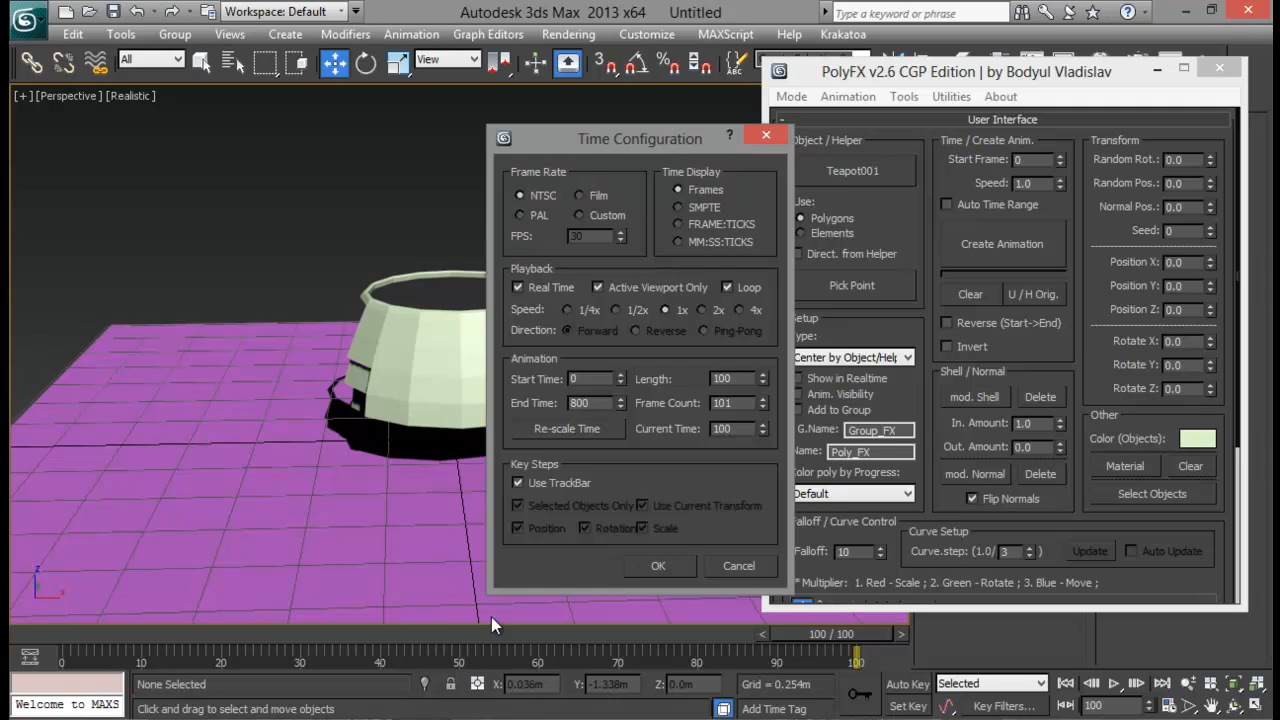 Workspace: Default
Autodesk 3ds Max 2013 x64 Untitled
Type a keyword or phrase
Edit Tools Group Views Create Modifiers Animation Graph Editors Rendering Customize MAXScript Help Krakatoa
All
View
[+] [Perspective ] [Realistic ]
Time Configuration
Frame Rate
NTSC Film
PAL Custom
FPS: 30
Time Display
Frames
SMPTE
FRAME:TICKS
MM:SS:TICKS
Playback
Real Time Active Viewport Only Loop
Speed: 1/4x 1/2x 1x 2x 4x
Direction: Forward Reverse Ping-Pong
Animation
Start Time: 0 Length: 100
End Time: 800 Frame Count: 101
Re-scale Time Current Time: 100
Key Steps
Use TrackBar
Selected Objects Only Use Current Transform
Position Rotation Scale
OK Cancel
PolyFX v2.6 CGP Edition | by Bodyul Vladislav
Mode Animation Tools Utilities About
User Interface
Object / Helper
Teapot001
Use:
Polygons
Elements
Direct. from Helper
Pick Point
Setup
Type:
Center by Object/Help
Show in Realtime
Anim. Visibility
Add to Group
G.Name: Group_FX
Name: Poly_FX
Color poly by Progress:
Default
Time / Create Anim.
Start Frame: 0
Speed: 1.0
Auto Time Range
Create Animation
Clear U / H Orig.
Reverse (Start->End)
Invert
Shell / Normal
mod. Shell Delete
In. Amount: 1.0
Out. Amount: 0.0
mod. Normal Delete
Flip Normals
Transform
Random Rot.: 0.0
Random Pos.: 0.0
Normal Pos.: 0.0
Seed: 0
Position X: 0.0
Position Y: 0.0
Position Z: 0.0
Rotate X: 0.0
Rotate Y: 0.0
Rotate Z: 0.0
Other
Color (Objects):
Material Clear
Select Objects
Falloff / Curve Control
Falloff: 10
Curve Setup
Curve.step: (1.0/ 3 ) Update Auto Update
* Multiplier: 1. Red - Scale ; 2. Green - Rotate ; 3. Blue - Move ;
z
x
< 100 / 100 >
0 10 20 30 40 50 60 70 80 90 100
None Selected X: 0.036m Y: -1.338m Z: 0.0m Grid = 0.254m Auto Key Selected
Welcome to MAXS Click and drag to select and move objects Add Time Tag Set Key Key Filters... 100